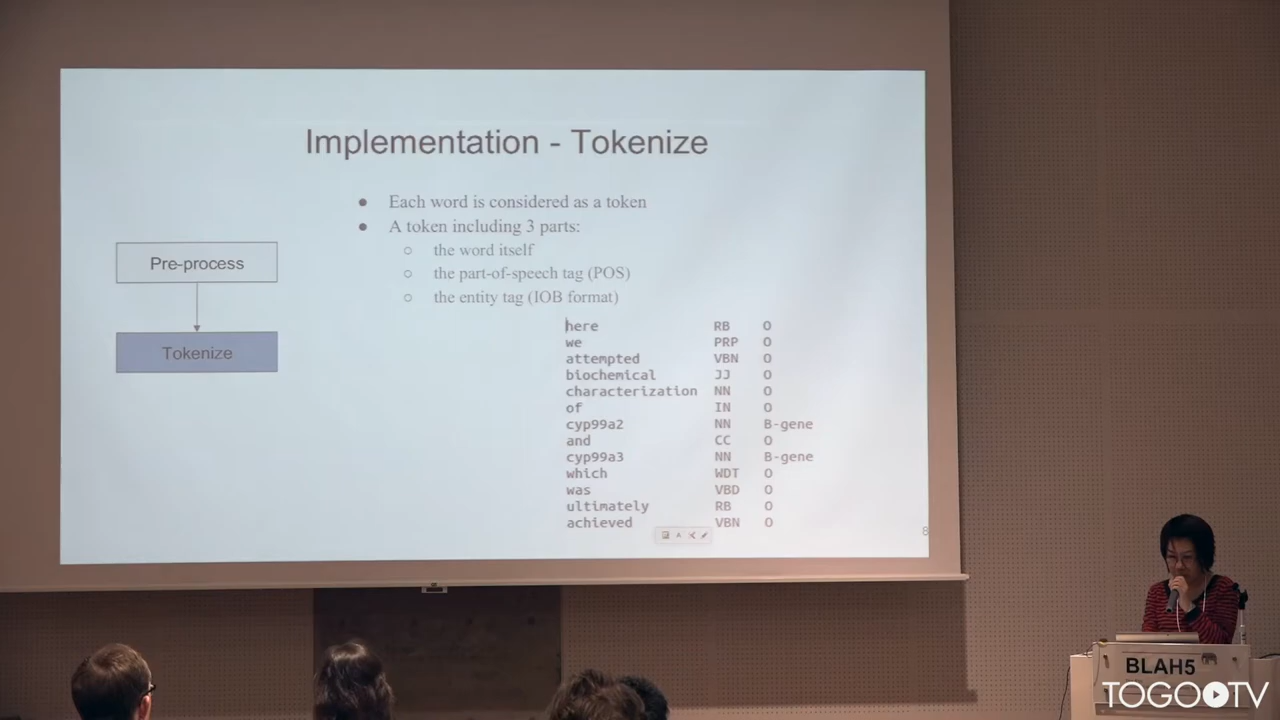 Implementation - Tokenize
● Each word is considered as a token
● A token including 3 parts:
○ the word itself
○ the part-of-speech tag (POS)
○ the entity tag (IOB format)
Pre-process
Tokenize
here RB O
we PRP O
attempted VBN O
biochemical JJ O
characterization NN O
of IN O
cyp99a2 NN B-gene
and CC O
cyp99a3 NN B-gene
which WDT O
was VBD O
ultimately RB O
achieved VBN O
8
BLAH5
TOGOTV